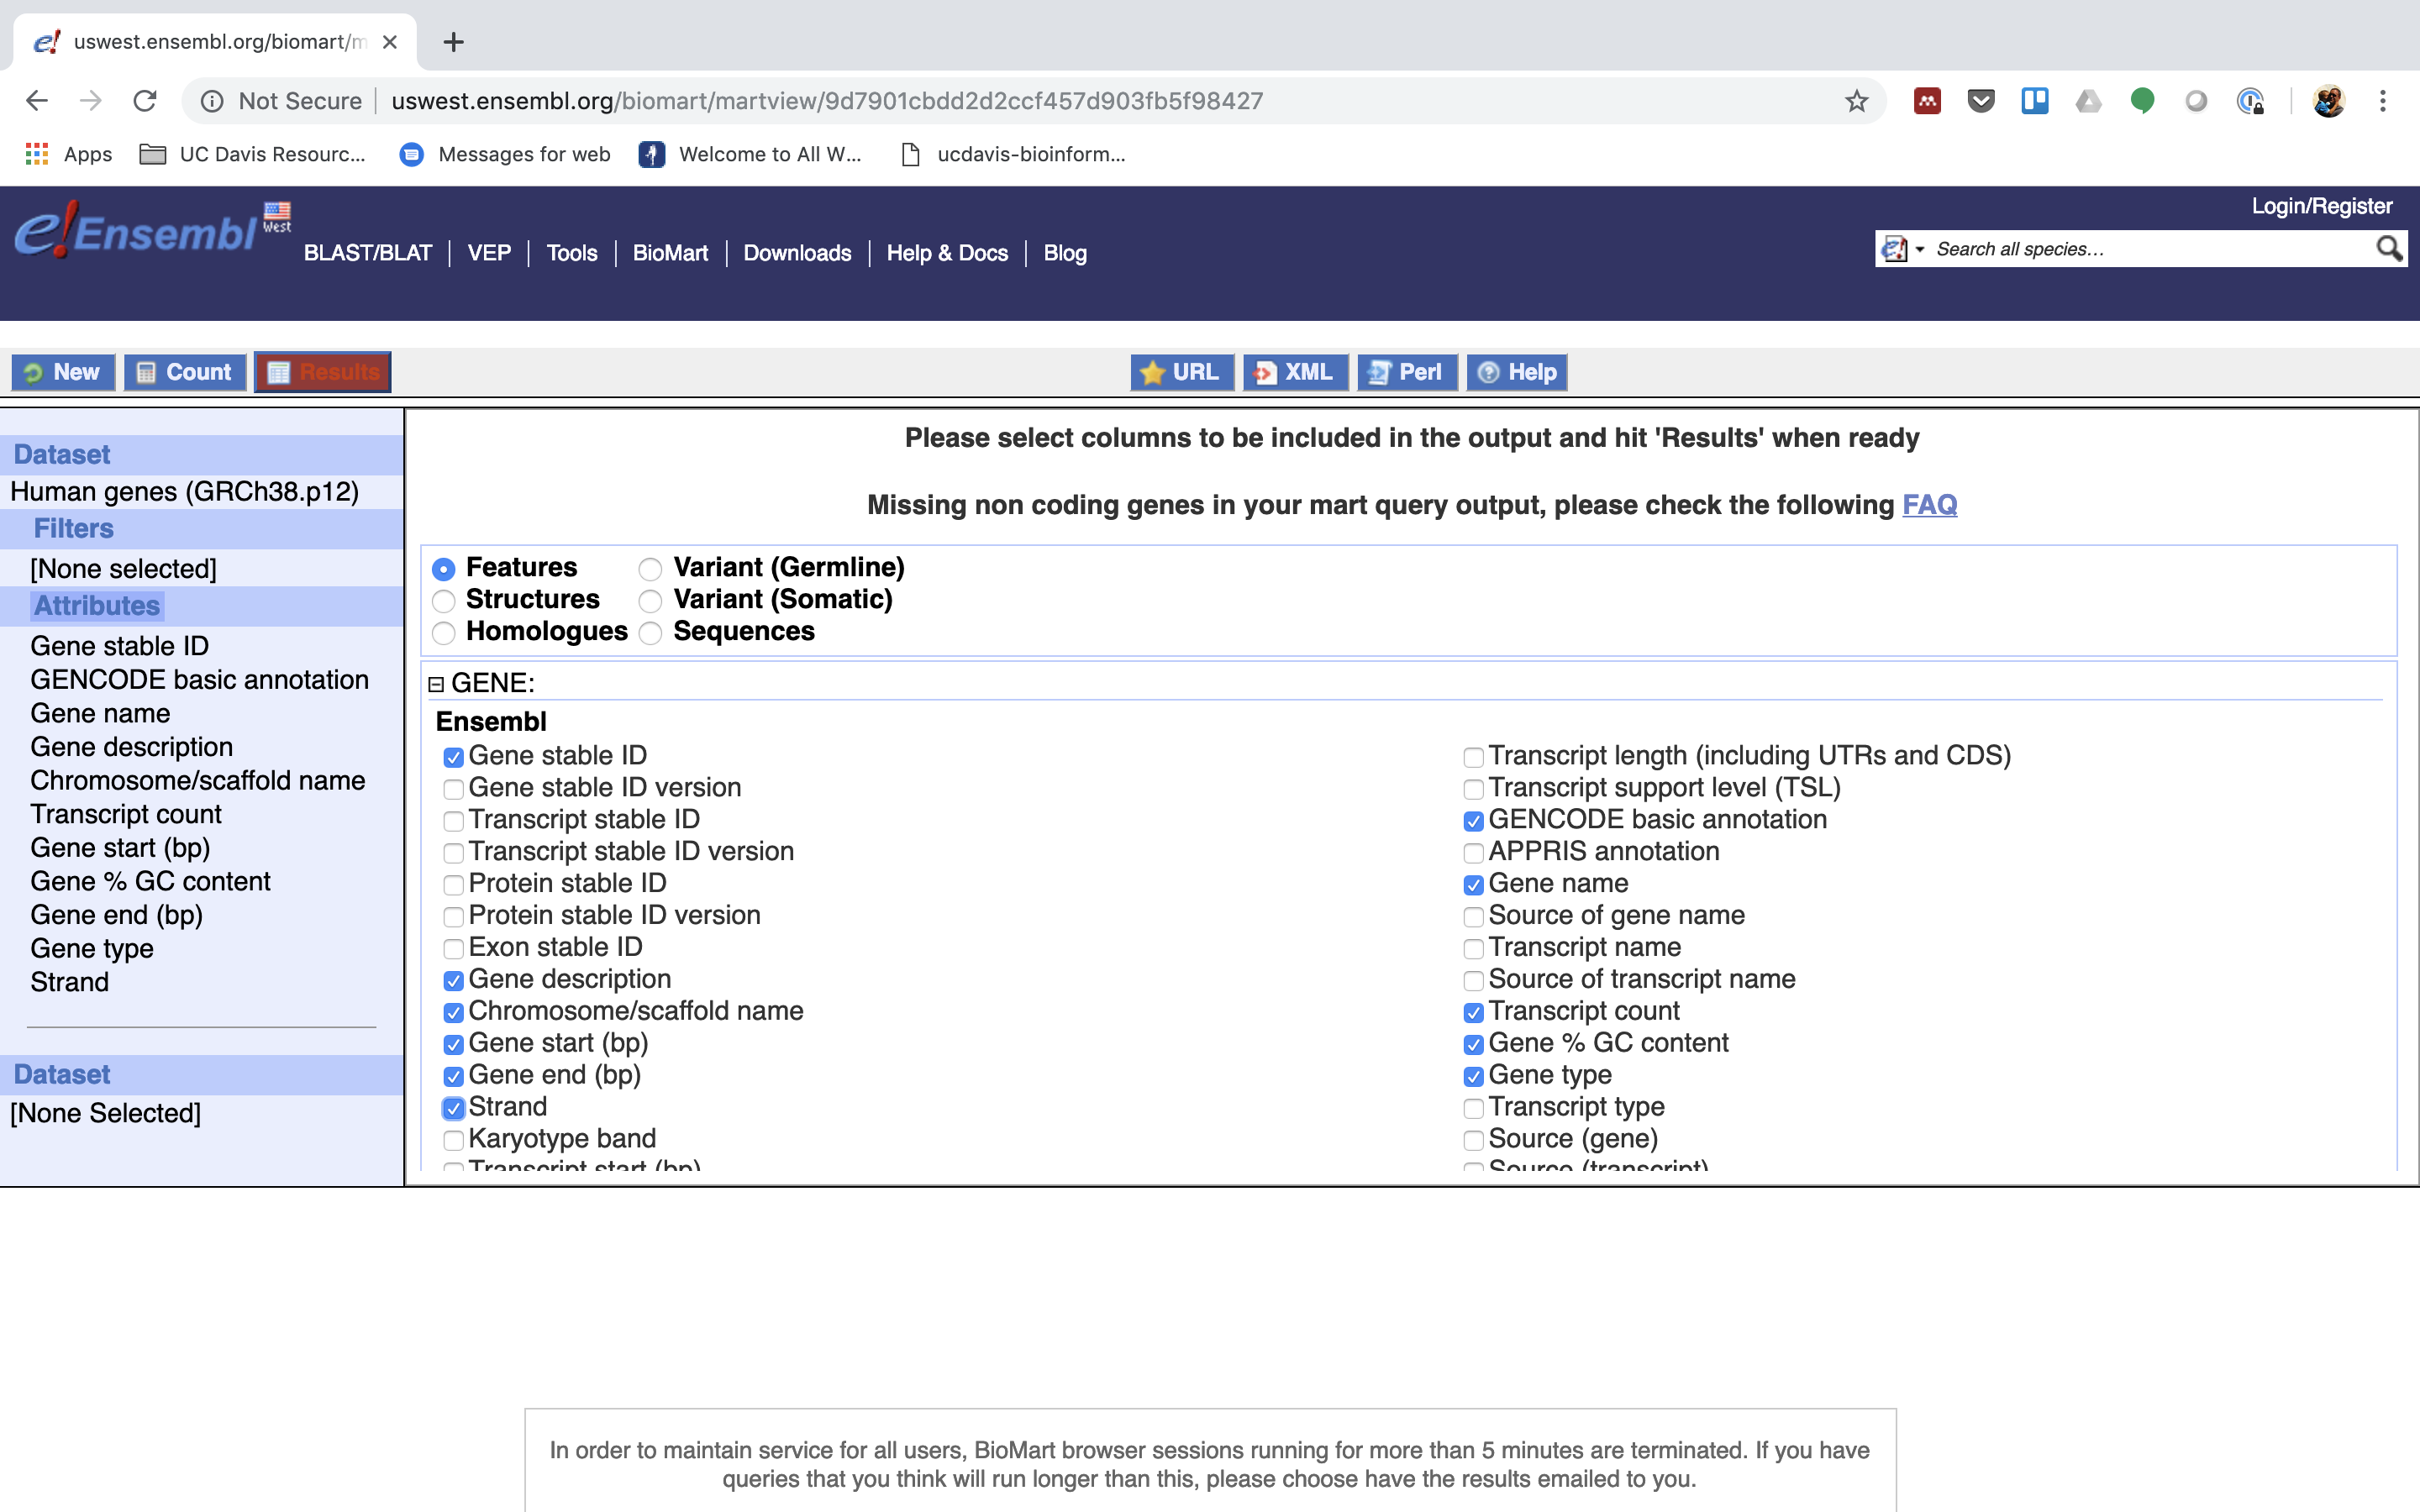 uswest.ensembl.org/biomart/m
Not Secure uswest.ensembl.org/biomart/martview/9d7901cbdd2d2ccf457d903fb5f98427
Apps UC Davis Resourc... Messages for web Welcome to All W... ucdavis-bioinform...
Login/Register
e!Ensembl West
BLAST/BLAT VEP Tools BioMart Downloads Help & Docs Blog
Search all species...
New Count Results URL XML Perl Help
Dataset
Human genes (GRCh38.p12)
Filters
[None selected]
Attributes
Gene stable ID
GENCODE basic annotation
Gene name
Gene description
Chromosome/scaffold name
Transcript count
Gene start (bp)
Gene % GC content
Gene end (bp)
Gene type
Strand
Dataset
[None Selected]
Please select columns to be included in the output and hit 'Results' when ready
Missing non coding genes in your mart query output, please check the following FAQ
Features Variant (Germline)
Structures Variant (Somatic)
Homologues Sequences
GENE:
Ensembl
Gene stable ID
Gene stable ID version
Transcript stable ID
Transcript stable ID version
Protein stable ID
Protein stable ID version
Exon stable ID
Gene description
Chromosome/scaffold name
Gene start (bp)
Gene end (bp)
Strand
Karyotype band
Transcript start (bp)
Transcript length (including UTRs and CDS)
Transcript support level (TSL)
GENCODE basic annotation
APPRIS annotation
Gene name
Source of gene name
Transcript name
Source of transcript name
Transcript count
Gene % GC content
Gene type
Transcript type
Source (gene)
Source (transcript)
In order to maintain service for all users, BioMart browser sessions running for more than 5 minutes are terminated. If you have
queries that you think will run longer than this, please choose have the results emailed to you.